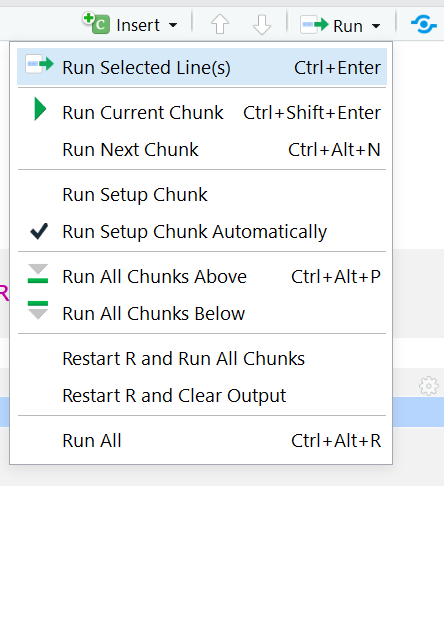 Insert Run
Run Selected Line(s) Ctrl+Enter
Run Current Chunk Ctrl+Shift+Enter
Run Next Chunk Ctrl+Alt+N
Run Setup Chunk
Run Setup Chunk Automatically
Run All Chunks Above Ctrl+Alt+P
R
Run All Chunks Below
Restart R and Run All Chunks
Restart R and Clear Output
Run All Ctrl+Alt+R